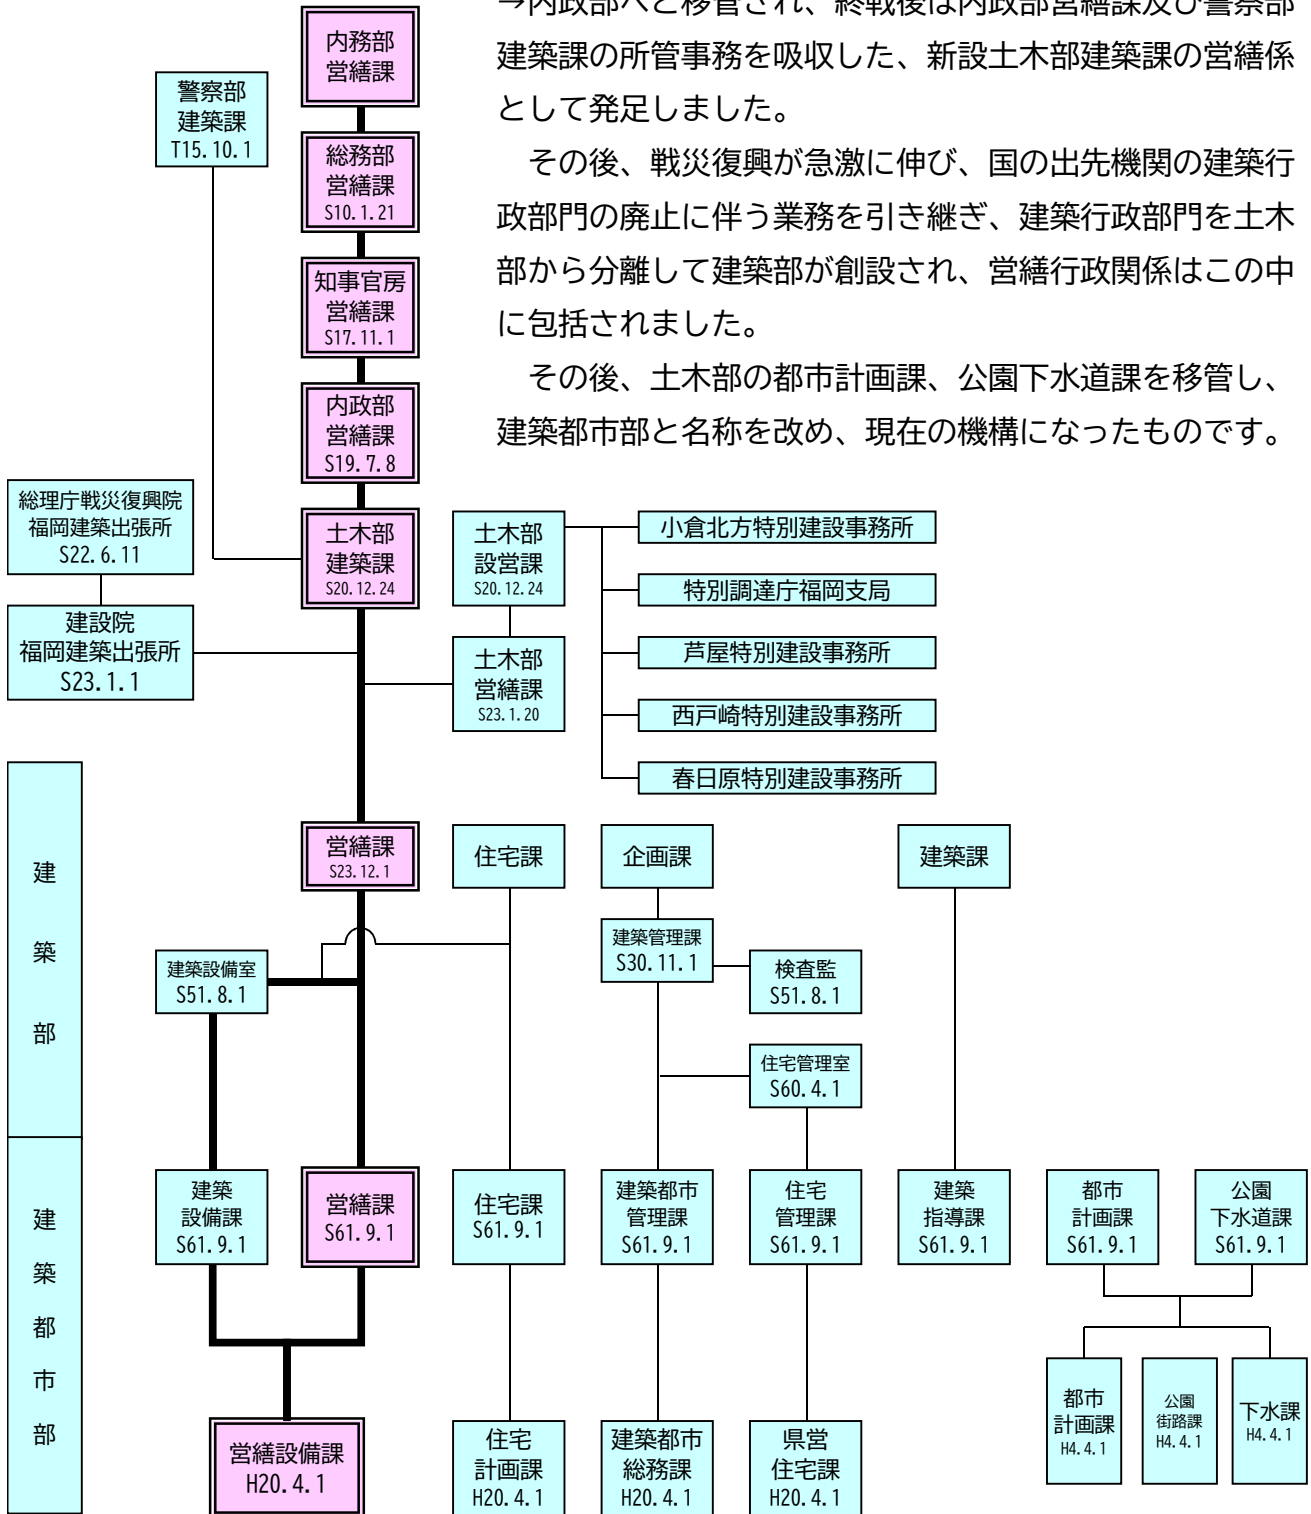 →内政部へと移管され、終戦後は内政部営繕課及び警察部
建築課の所管事務を吸収した、新設土木部建築課の営繕係
として発足しました。
その後、戦災復興が急激に伸び、国の出先機関の建築行
政部門の廃止に伴う業務を引き継ぎ、建築行政部門を土木
部から分離して建築部が創設され、営繕行政関係はこの中
に包括されました。
その後、土木部の都市計画課、公園下水道課を移管し、
建築都市部と名称を改め、現在の機構になったものです。
内務部
営繕課
警察部
建築課
T15.10.1
総務部
営繕課
S10.1.21
知事官房
営繕課
S17.11.1
内政部
営繕課
S19.7.8
総理庁戦災復興院
福岡建築出張所
S22.6.11
土木部
建築課
S20.12.24
土木部
設営課
S20.12.24
小倉北方特別建設事務所
特別調達庁福岡支局
芦屋特別建設事務所
西戸崎特別建設事務所
春日原特別建設事務所
建設院
福岡建築出張所
S23.1.1
土木部
営繕課
S23.1.20
建築部
営繕課
S23.12.1
住宅課
企画課
建築課
建築管理課
S30.11.1
建築設備室
S51.8.1
検査監
S51.8.1
住宅管理室
S60.4.1
建築都市部
建築
設備課
S61.9.1
営繕課
S61.9.1
住宅課
S61.9.1
建築都市
管理課
S61.9.1
住宅
管理課
S61.9.1
建築
指導課
S61.9.1
都市
計画課
S61.9.1
公園
下水道課
S61.9.1
都市
計画課
H4.4.1
公園
街路課
H4.4.1
下水課
H4.4.1
営繕設備課
H20.4.1
住宅
計画課
H20.4.1
建築都市
総務課
H20.4.1
県営
住宅課
H20.4.1